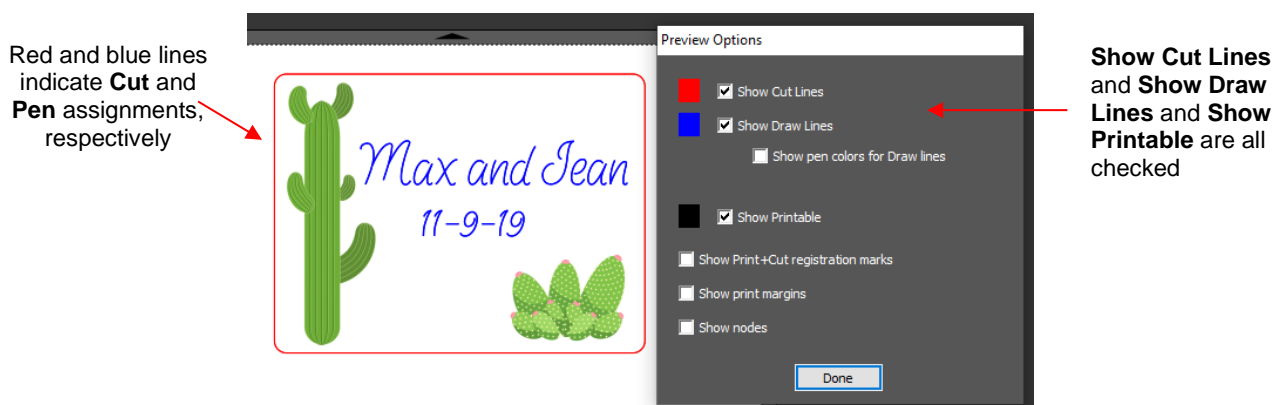 Red and blue lines
indicate Cut and
Pen assignments,
respectively
Max and Jean
11-9-19
Preview Options
Show Cut Lines
Show Draw Lines
Show pen colors for Draw lines
Show Printable
Show Print+Cut registration marks
Show print margins
Show nodes
Done
Show Cut Lines
and Show Draw
Lines and Show
Printable are all
checked